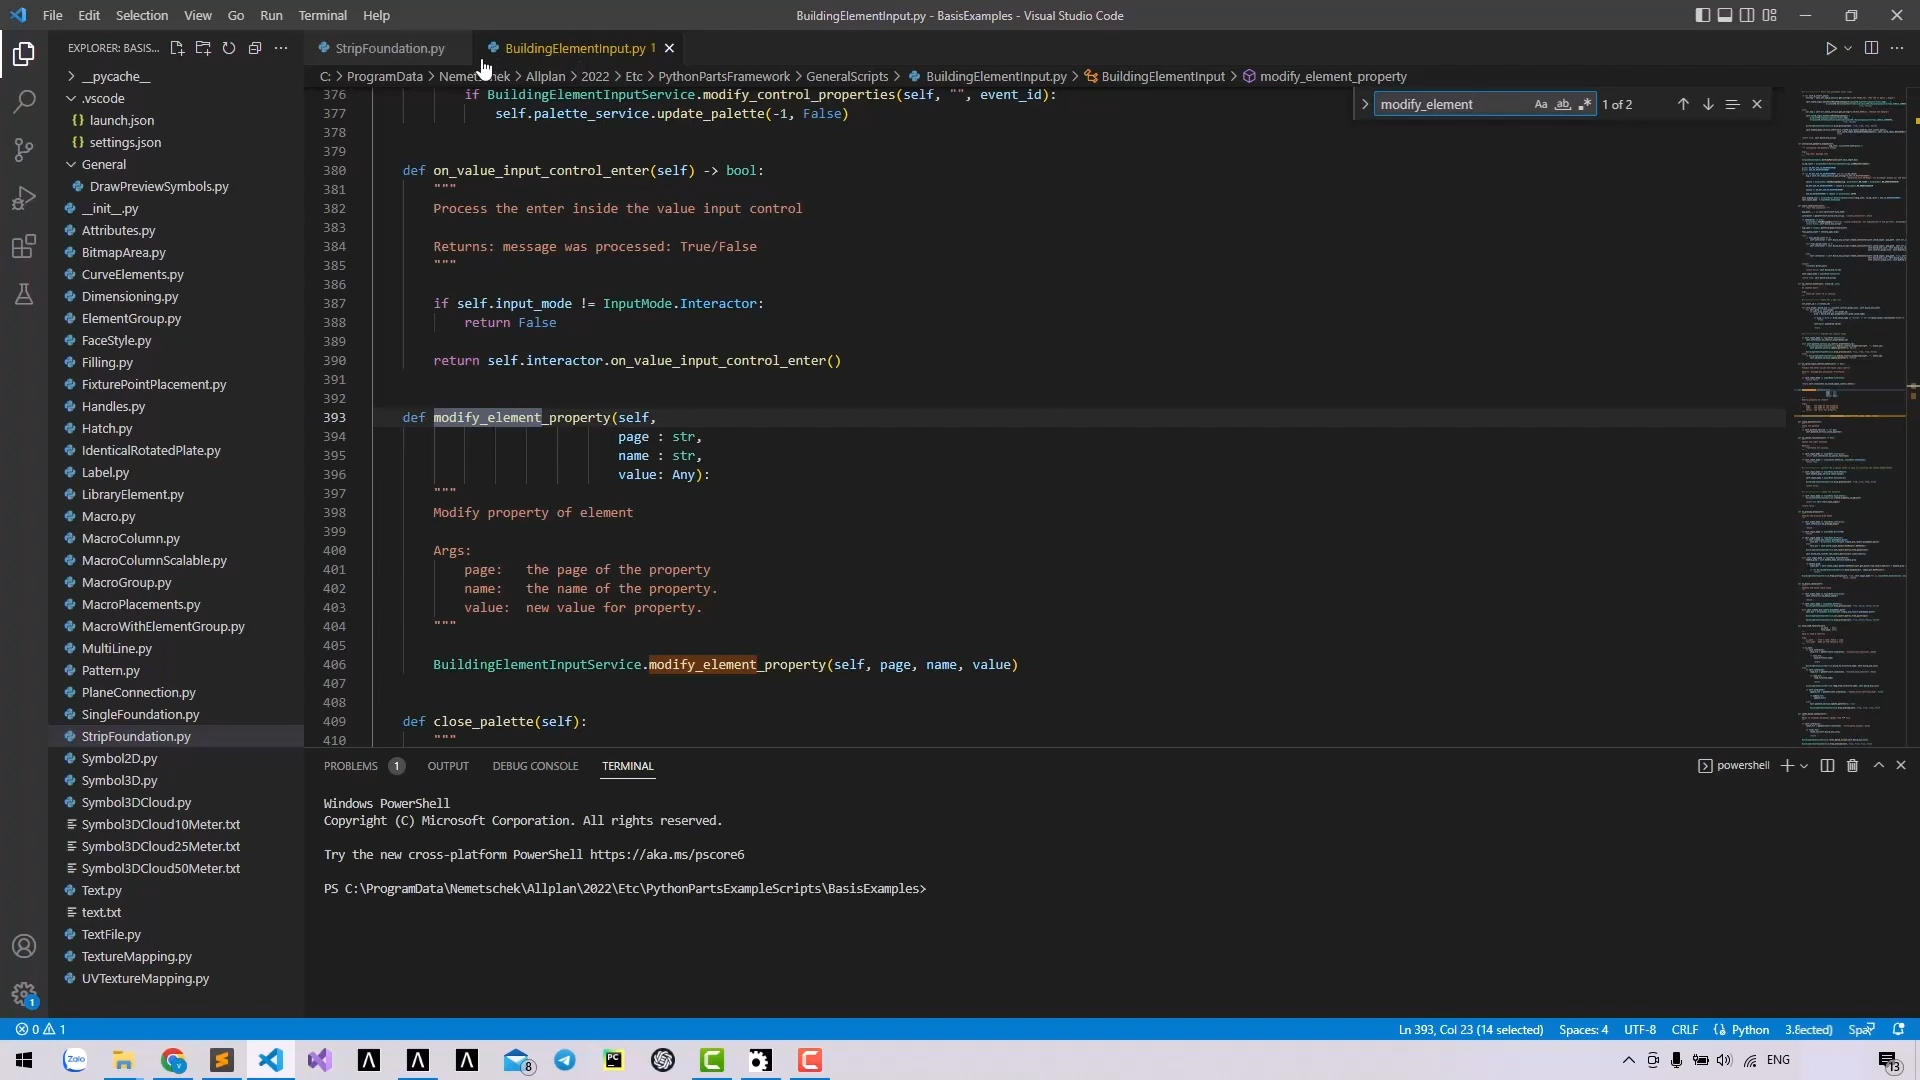 File Edit Selection View Go Run Terminal Help
BuildingElementInput.py - BasisExamples - Visual Studio Code
EXPLORER: BASIS...
__pycache__
.vscode
launch.json
settings.json
General
DrawPreviewSymbols.py
__init__.py
Attributes.py
BitmapArea.py
CurveElements.py
Dimensioning.py
ElementGroup.py
FaceStyle.py
Filling.py
FixturePointPlacement.py
Handles.py
Hatch.py
IdenticalRotatedPlate.py
Label.py
LibraryElement.py
Macro.py
MacroColumn.py
MacroColumnScalable.py
MacroGroup.py
MacroPlacements.py
MacroWithElementGroup.py
MultiLine.py
Pattern.py
PlaneConnection.py
SingleFoundation.py
StripFoundation.py
Symbol2D.py
Symbol3D.py
Symbol3DCloud.py
Symbol3DCloud10Meter.txt
Symbol3DCloud25Meter.txt
Symbol3DCloud50Meter.txt
Text.py
text.txt
TextFile.py
TextureMapping.py
UVTextureMapping.py
StripFoundation.py
BuildingElementInput.py 1
C: > ProgramData > Nemetschek > Allplan > 2022 > Etc > PythonPartsFramework > GeneralScripts > BuildingElementInput.py > BuildingElementInput > modify_element_property
modify_element Aa ab .* 1 of 2
376 if BuildingElementInputService.modify_control_properties(self, "", event_id):
377 self.palette_service.update_palette(-1, False)
378
379
380 def on_value_input_control_enter(self) -> bool:
381 """
382 Process the enter inside the value input control
383
384 Returns: message was processed: True/False
385 """
386
387 if self.input_mode != InputMode.Interactor:
388 return False
389
390 return self.interactor.on_value_input_control_enter()
391
392
393 def modify_element_property(self,
394 page : str,
395 name : str,
396 value: Any):
397 """
398 Modify property of element
399
400 Args:
401 page: the page of the property
402 name: the name of the property.
403 value: new value for property.
404 """
405
406 BuildingElementInputService.modify_element_property(self, page, name, value)
407
408
409 def close_palette(self):
410 """
PROBLEMS 1 OUTPUT DEBUG CONSOLE TERMINAL
powershell
Windows PowerShell
Copyright (C) Microsoft Corporation. All rights reserved.
Try the new cross-platform PowerShell https://aka.ms/pscore6
PS C:\ProgramData\Nemetschek\Allplan\2022\Etc\PythonPartsExampleScripts\BasisExamples>
1
0 1
Ln 393, Col 23 (14 selected) Spaces: 4 UTF-8 CRLF Python
Zalo
8
PC
ENG
13